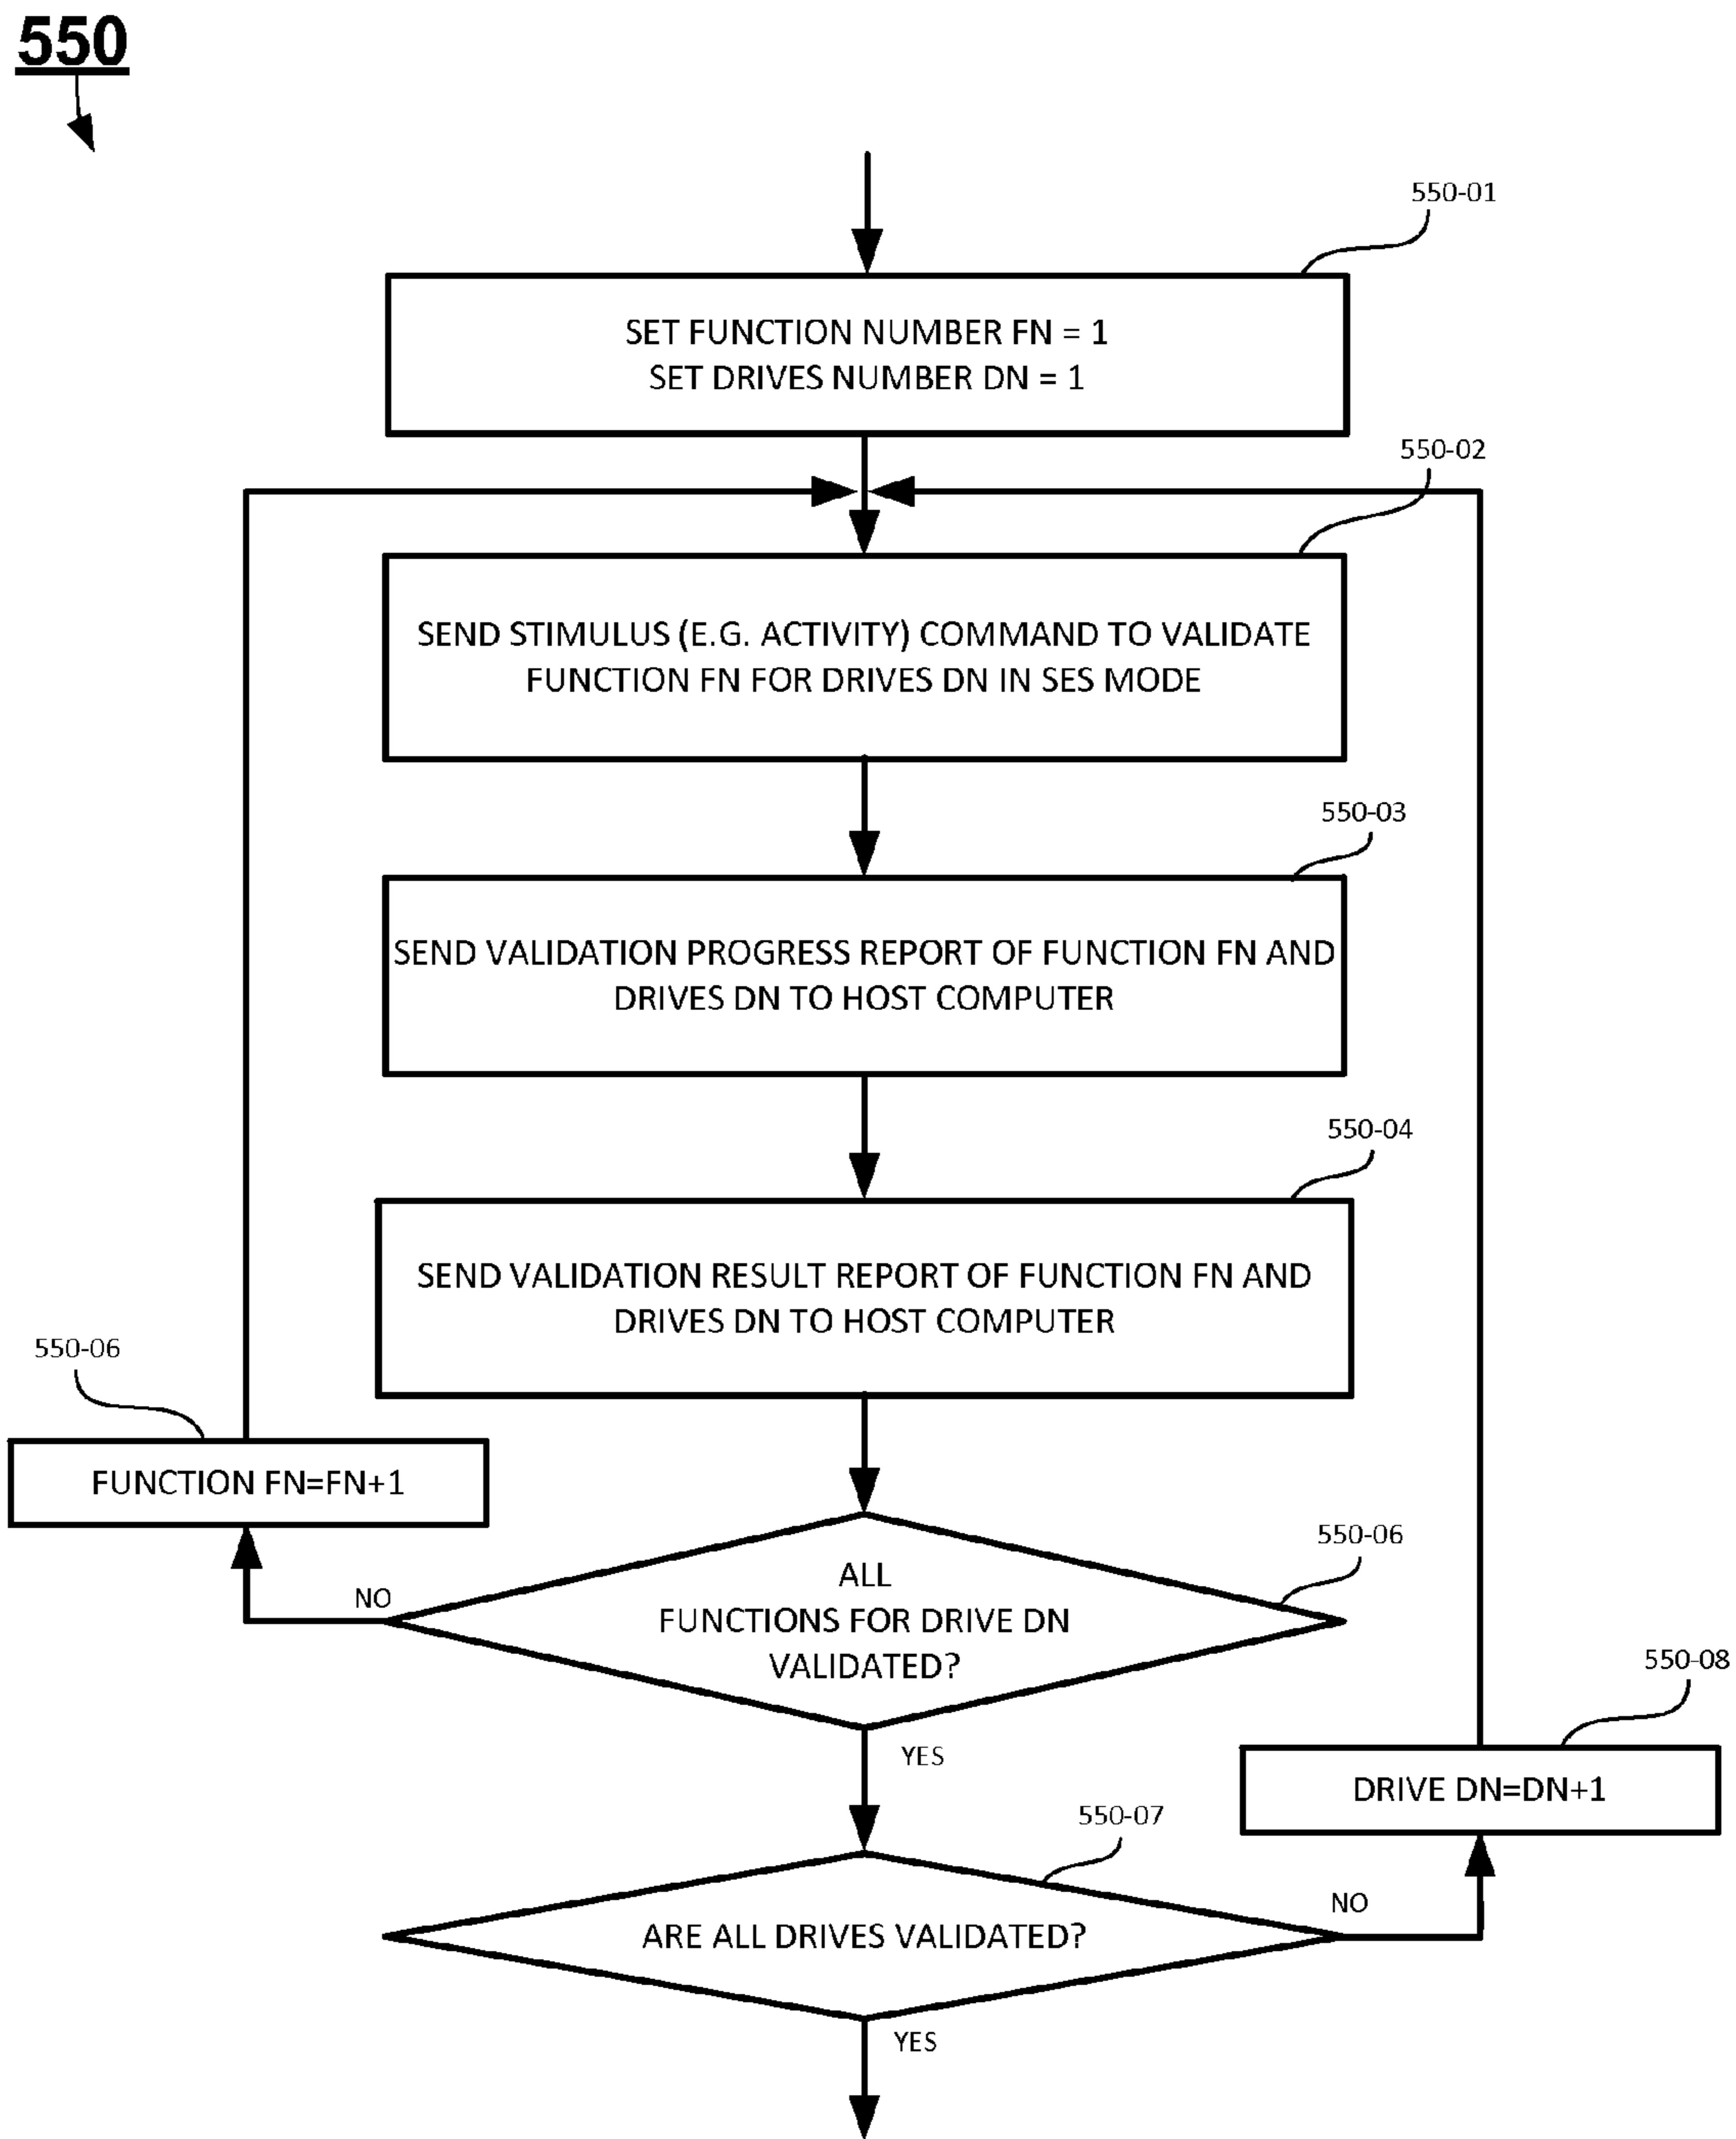 550
550-01
SET FUNCTION NUMBER FN = 1
SET DRIVES NUMBER DN = 1
550-02
SEND STIMULUS (E.G. ACTIVITY) COMMAND TO VALIDATE
FUNCTION FN FOR DRIVES DN IN SES MODE
550-03
SEND VALIDATION PROGRESS REPORT OF FUNCTION FN AND
DRIVES DN TO HOST COMPUTER
550-04
SEND VALIDATION RESULT REPORT OF FUNCTION FN AND
DRIVES DN TO HOST COMPUTER
550-06
FUNCTION FN=FN+1
550-06
NO
ALL
FUNCTIONS FOR DRIVE DN
VALIDATED?
550-08
YES
DRIVE DN=DN+1
550-07
NO
ARE ALL DRIVES VALIDATED?
YES